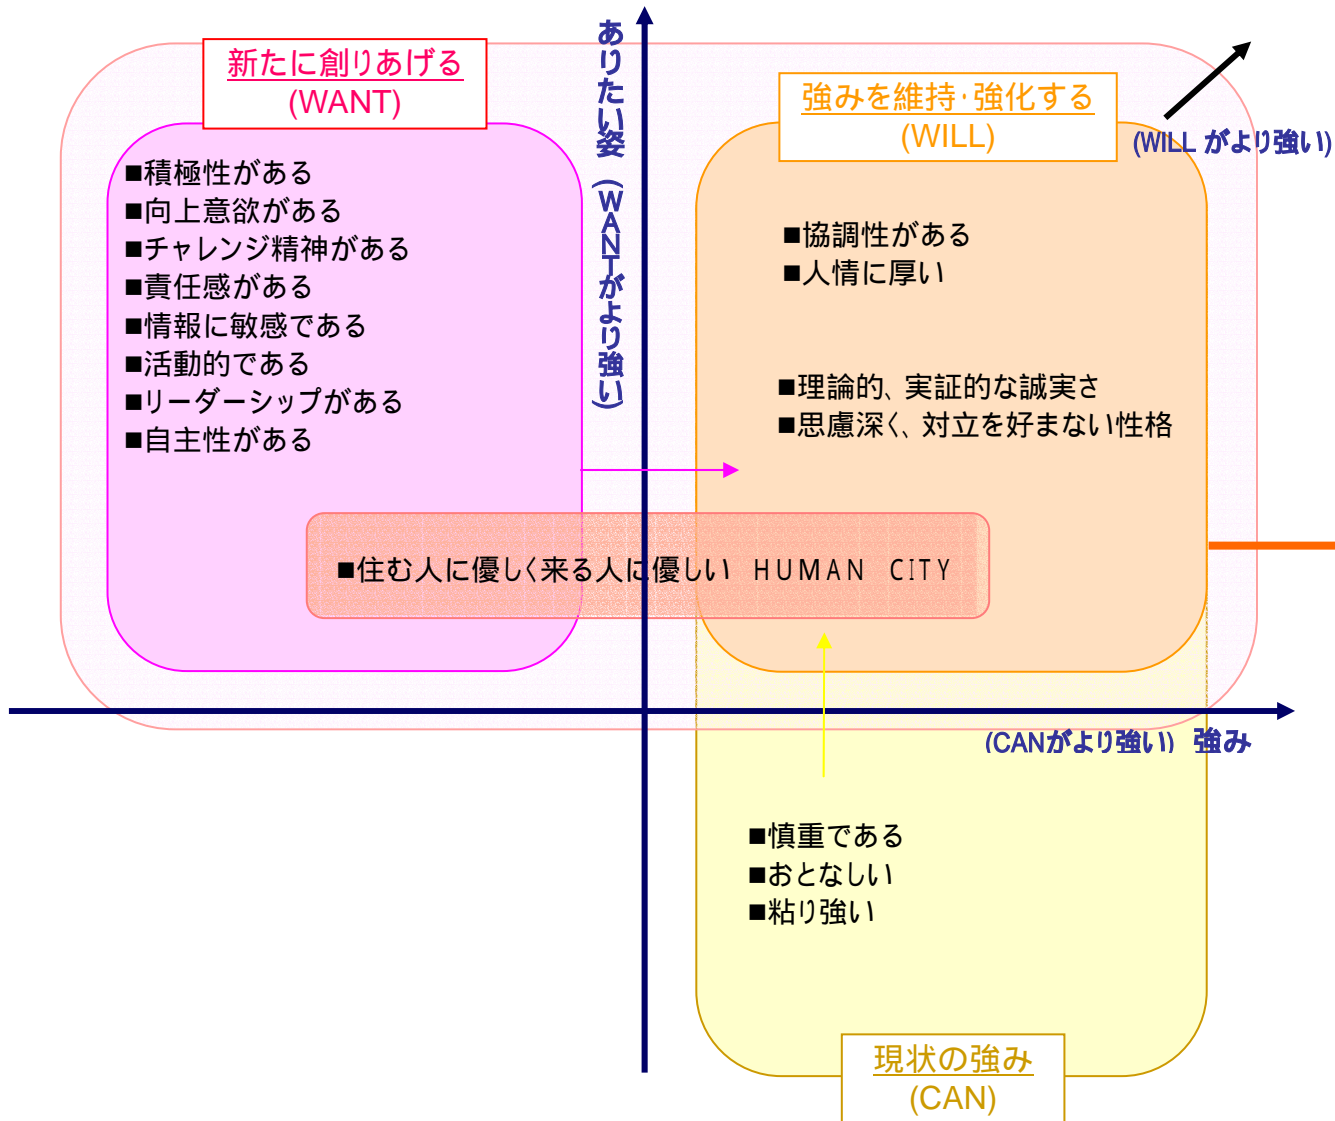 新たに創りあげる
(WANT)
■積極性がある
■向上意欲がある
■チャレンジ精神がある
■責任感がある
■情報に敏感である
■活動的である
■リーダーシップがある
■自主性がある
ありたい姿 (WANTがより強い)
強みを維持・強化する
(WILL)
(WILL がより強い)
■協調性がある
■人情に厚い
■理論的、実証的な誠実さ
■思慮深く、対立を好まない性格
■住む人に優しく来る人に優しい HUMAN CITY
(CANがより強い) 強み
■慎重である
■おとなしい
■粘り強い
現状の強み
(CAN)